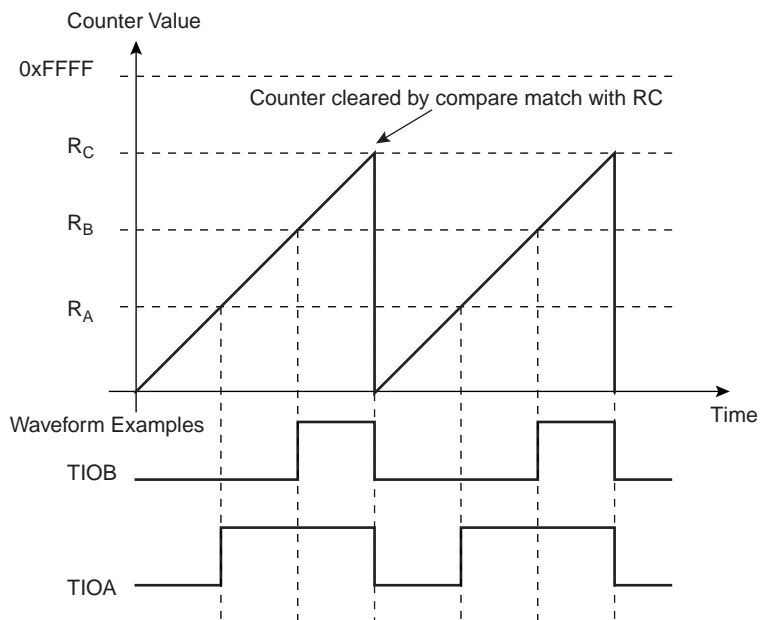 Counter Value
0xFFFF
Counter cleared by compare match with RC
RC
RB
RA
Time
Waveform Examples
TIOB
TIOA